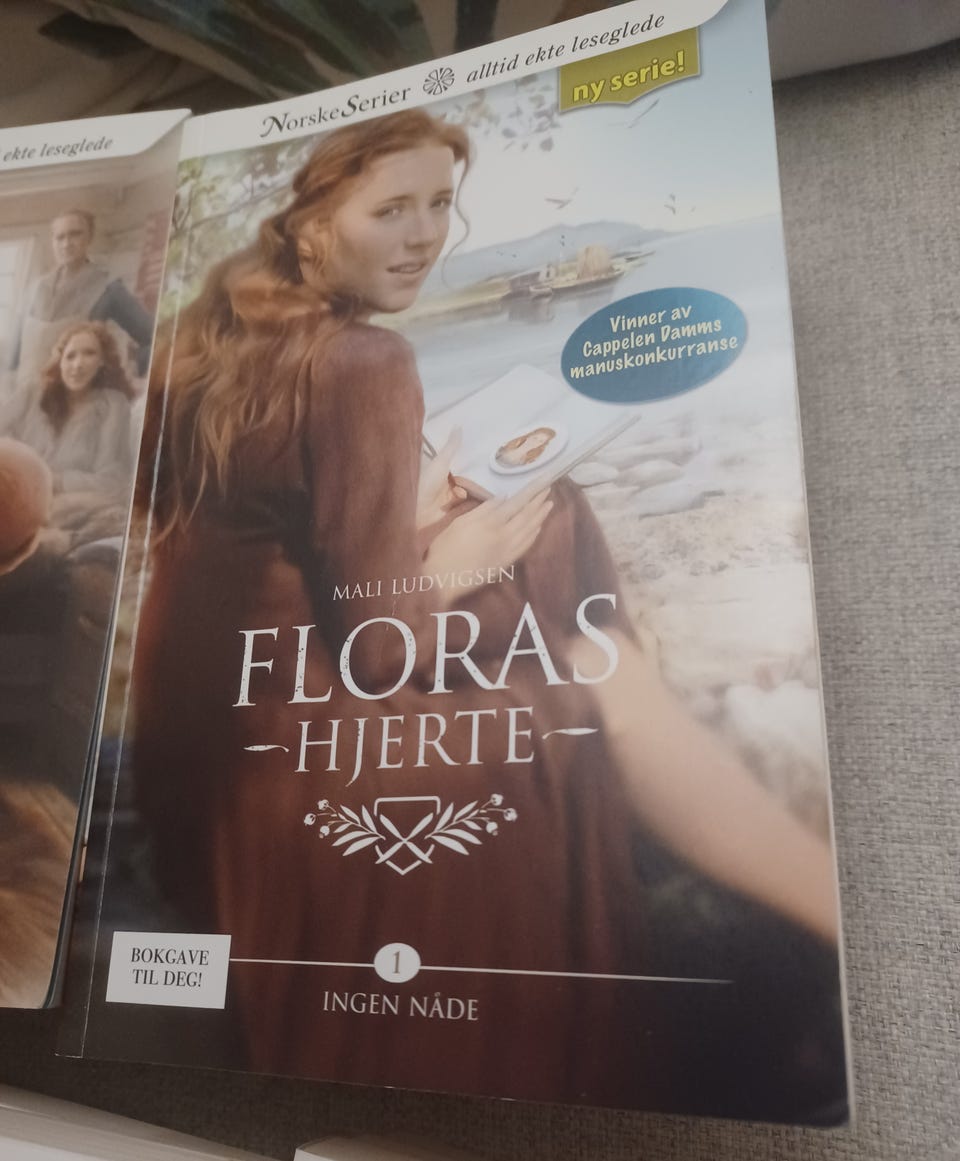 ekte leseglede
NorskeSerier alltid ekte leseglede
ny serie!
Vinner av
Cappelen Damms
manuskonkurranse
MALI LUDVIGSEN
FLORAS
HJERTE
BOKGAVE
TIL DEG!
1
INGEN NÅDE